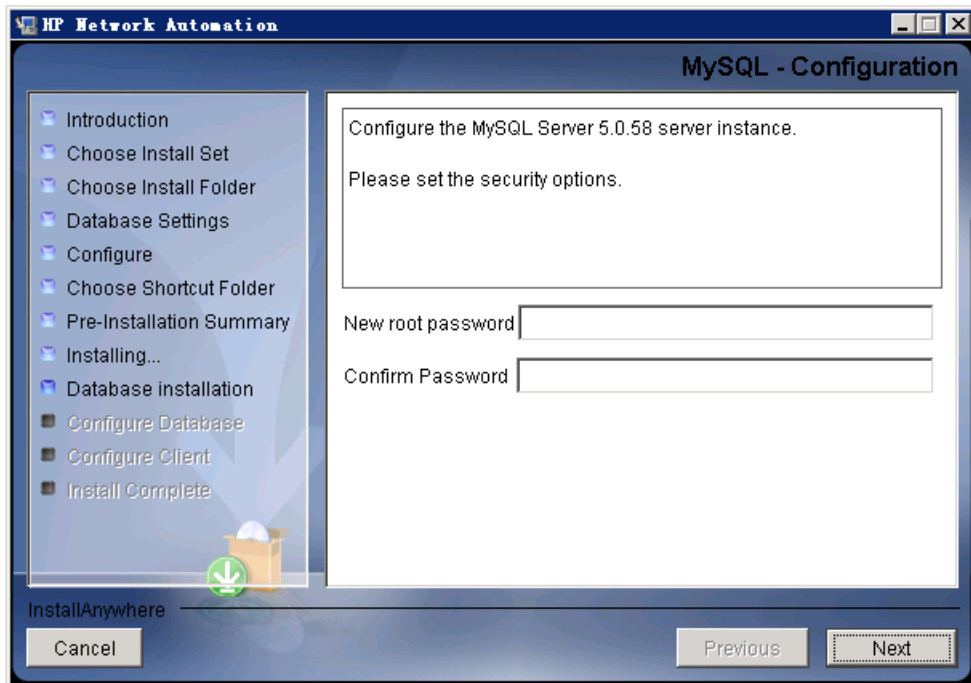 HP Network Automation
MySQL - Configuration
Introduction
Choose Install Set
Choose Install Folder
Database Settings
Configure
Choose Shortcut Folder
Pre-Installation Summary
Installing...
Database installation
Configure Database
Configure Client
Install Complete
Configure the MySQL Server 5.0.58 server instance.
Please set the security options.
New root password
Confirm Password
InstallAnywhere
Cancel
Previous
Next